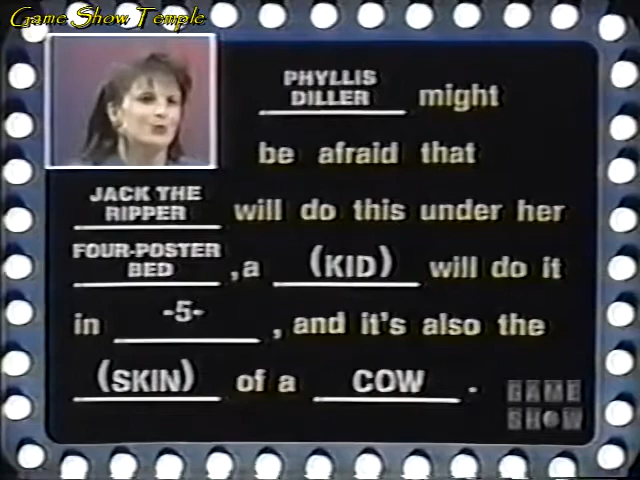 Game Show Temple
PHYLLIS DILLER might
be afraid that
JACK THE RIPPER will do this under her
FOUR-POSTER BED, a (KID) will do it
in -5-, and it's also the
(SKIN) of a COW.
GAME
SHOW